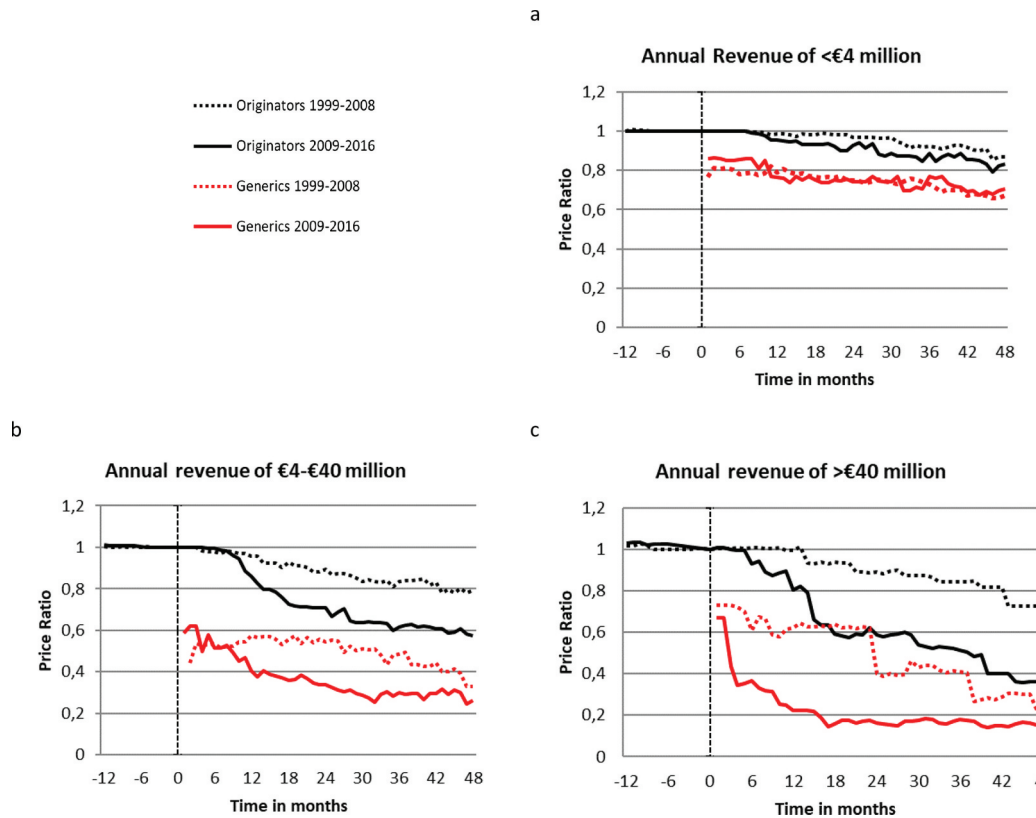 a
Annual Revenue of <€4 million
Originators 1999-2008
Originators 2009-2016
Generics 1999-2008
Generics 2009-2016
1,2
1
0,8
0,6
0,4
0,2
0
Price Ratio
-12 -6 0 6 12 18 24 30 36 42 48
Time in months
b
Annual revenue of €4-€40 million
1,2
1
0,8
0,6
0,4
0,2
0
Price Ratio
-12 -6 0 6 12 18 24 30 36 42 48
Time in months
c
Annual revenue of >€40 million
1,2
1
0,8
0,6
0,4
0,2
0
Price Ratio
-12 -6 0 6 12 18 24 30 36 42
Time in months